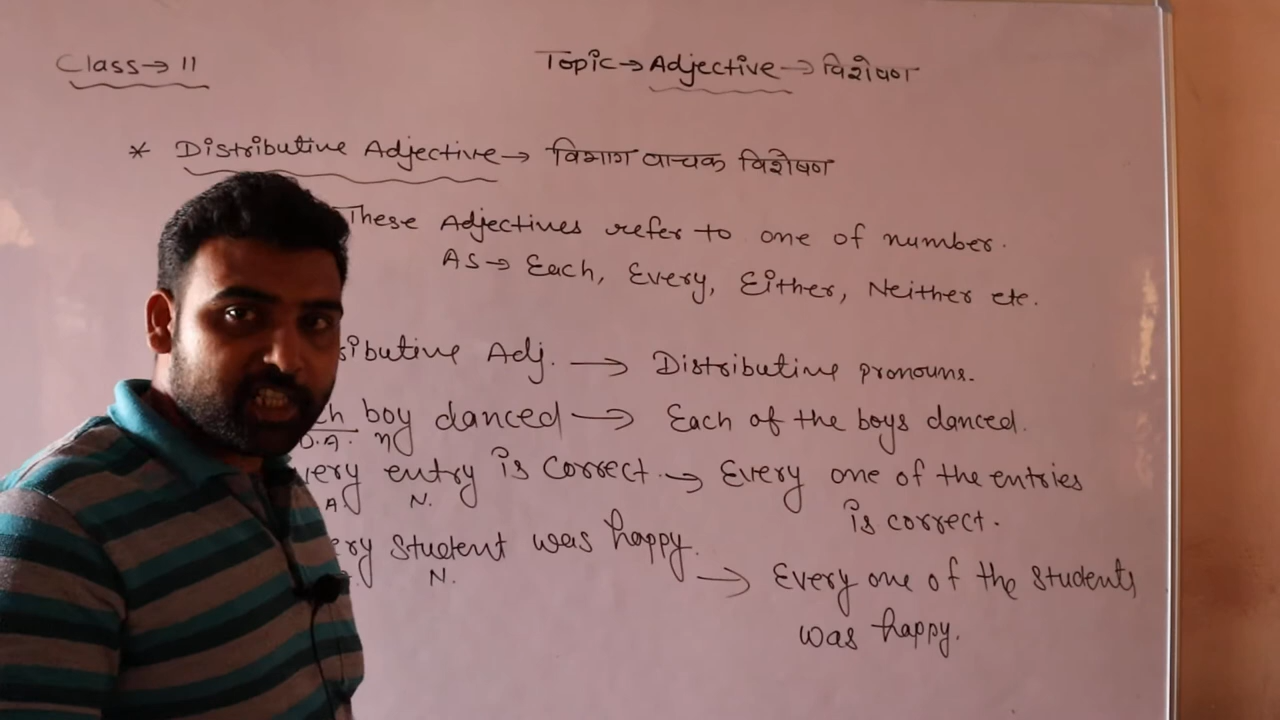 Class→ 11
Topic→Adjective→ विशेषण
* Distributive Adjective→ विभाग वाचक विशेषण
These Adjectives refer to one of number.
As→ Each, Every, Either, Neither etc.
Adj. → Distributive pronouns.
boy danced → Each of the boys danced.
D.A. N
entry is correct. → Every one of the entries
is correct.
A N.
student was happy.
N.
→ Every one of the students
was happy.